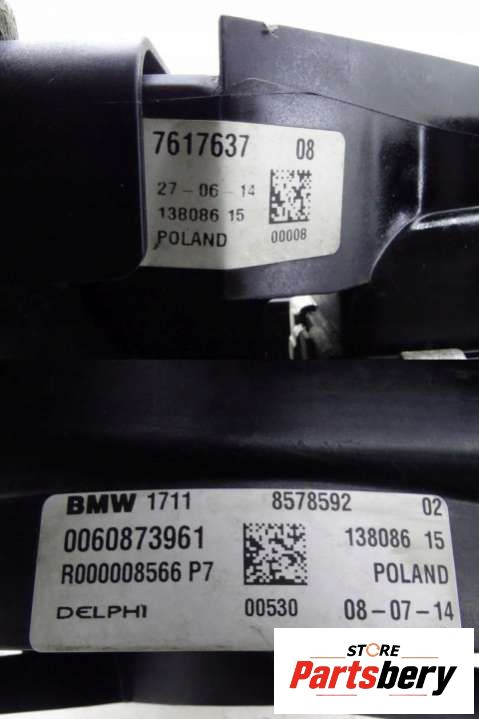 7617637 08
27-06-14
138086 15
POLAND 00008
BMW 1711 8578592 02
0060873961 138086 15
R000008566 P7 POLAND
DELPHI 00530 08-07-14
STORE
Partsbery